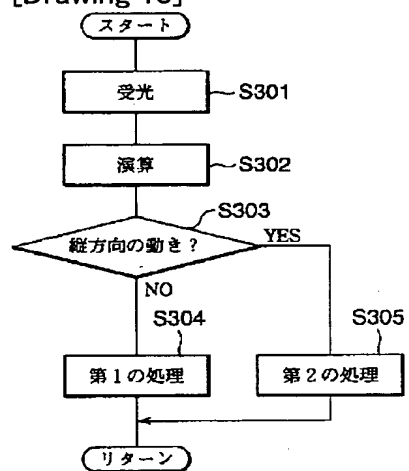 [Drawing 10]
スタート
受光
S301
演算
S302
S303
縦方向の動き?
YES
NO
S304
S305
第1の処理
第2の処理
リターン